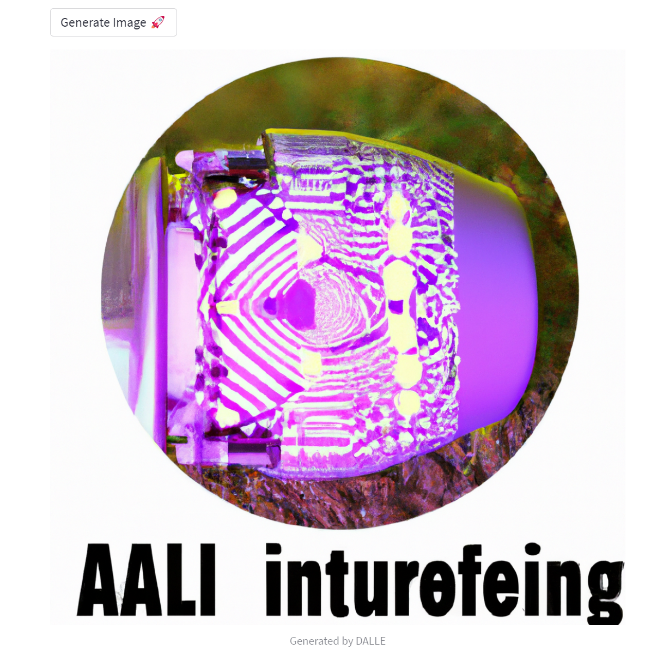 Generate Image 🚀
AALI inturofeing
Generated by DALLE